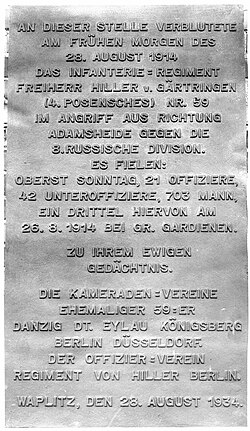 AN DIESER STELLE VERBLUTETE
AM FRÜHEN MORGEN DES
28. AUGUST 1914
DAS INFANTERIE=REGIMENT
FREIHERR HILLER v. GÄRTRINGEN
(4. POSENSCHES) NR. 59
IM ANGRIFF AUS RICHTUNG
ADAMSHEIDE GEGEN DIE
8. RUSSISCHE DIVISION.
ES FIELEN:
OBERST SONNTAG, 21 OFFIZIERE,
42 UNTEROFFIZIERE, 703 MANN,
EIN DRITTEL HIERVON AM
26.8.1914 BEI GR. GARDIENEN.
ZU IHREM EWIGEN
GEDÄCHTNIS.
DIE KAMERADEN=VEREINE
EHEMALIGER 59=ER
DANZIG DT. EYLAU KÖNIGSBERG
BERLIN DÜSSELDORF.
DER OFFIZIER=VEREIN
REGIMENT VON HILLER BERLIN.
WAPLITZ, DEN 28. AUGUST 1934.